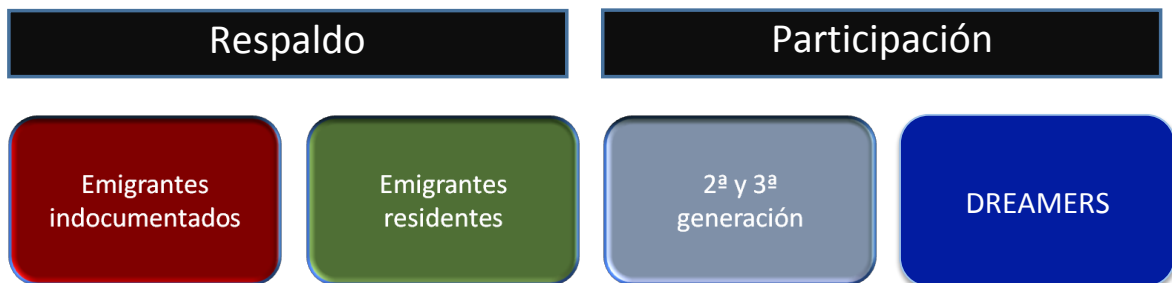 Respaldo
Participación
Emigrantes
indocumentados
Emigrantes
residentes
2ª y 3ª
generación
DREAMERS